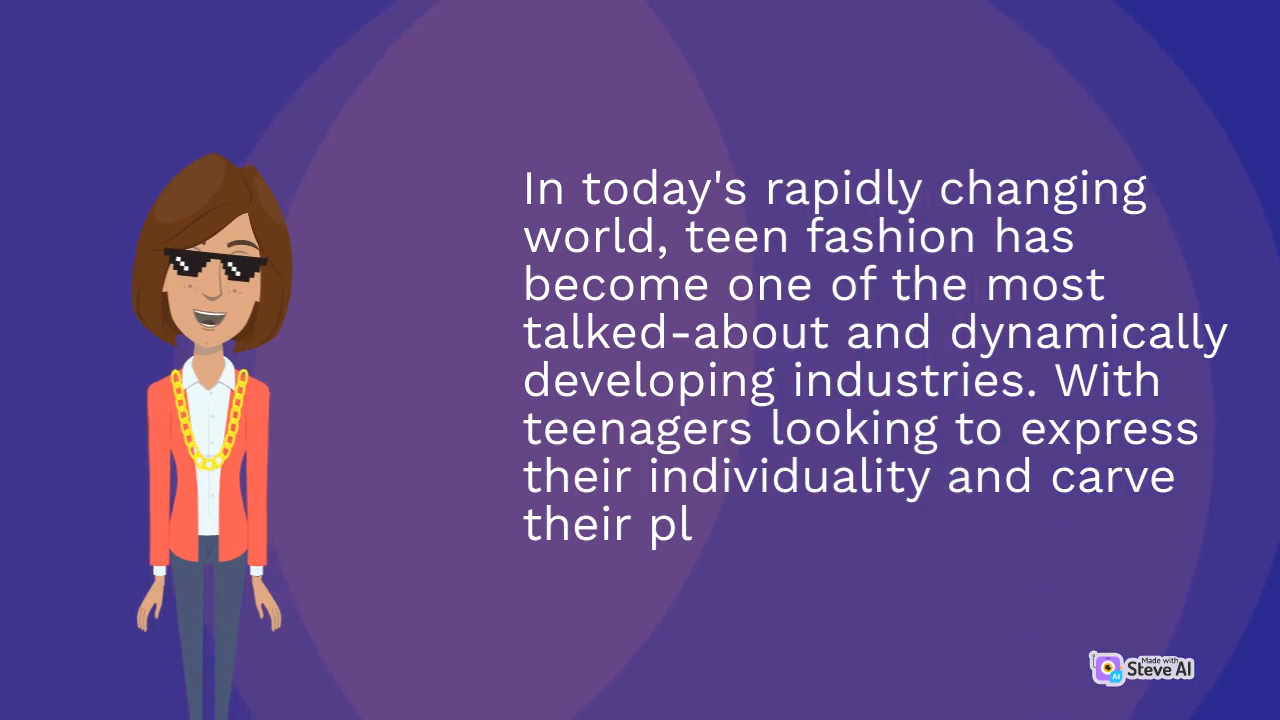 In today's rapidly changing
world, teen fashion has
become one of the most
talked-about and dynamically
developing industries. With
teenagers looking to express
their individuality and carve
their pl
Made with
Steve AI
AI